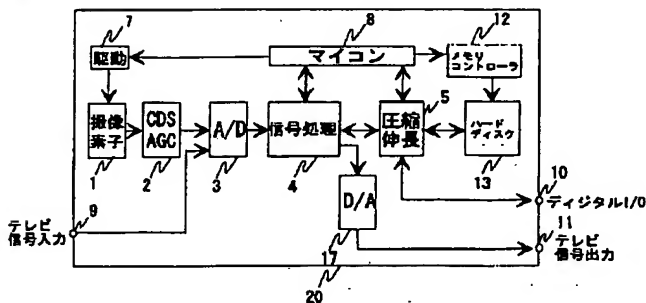 7
8
12
駆動
マイコン
メモリ
コントローラ
5
撮像
素子
CDS
AGC
A/D
信号処理
圧縮
伸長
ハード
ディスク
1
2
3
4
13
10
ディジタルI/O
テレビ
信号入力
9
D/A
11
テレビ
信号出力
17
20